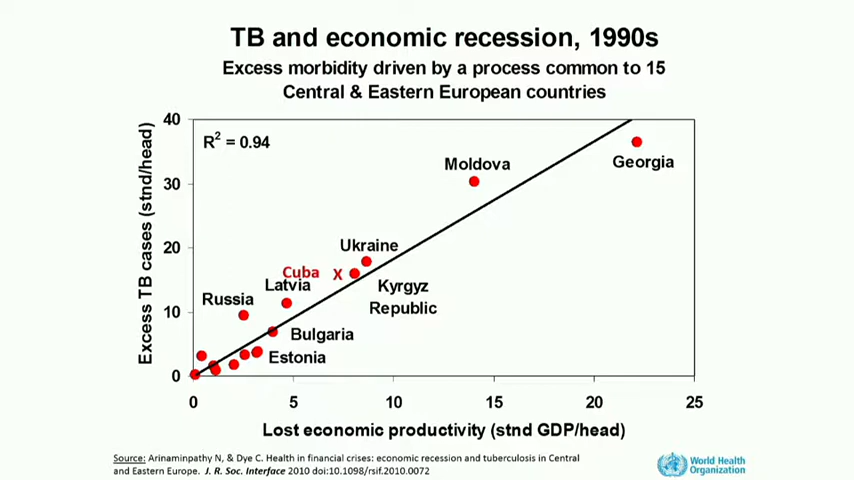 TB and economic recession, 1990s
Excess morbidity driven by a process common to 15
Central & Eastern European countries
Excess TB cases (stnd/head)
40
30
20
10
0
R² = 0.94
Moldova
Georgia
Ukraine
Cuba X
Latvia
Kyrgyz
Republic
Russia
Bulgaria
Estonia
0 5 10 15 20 25
Lost economic productivity (stnd GDP/head)
Source: Arinaminpathy N, & Dye C. Health in financial crises: economic recession and tuberculosis in Central
and Eastern Europe. J. R. Soc. Interface 2010 doi:10.1098/rsif.2010.0072
World Health
Organization